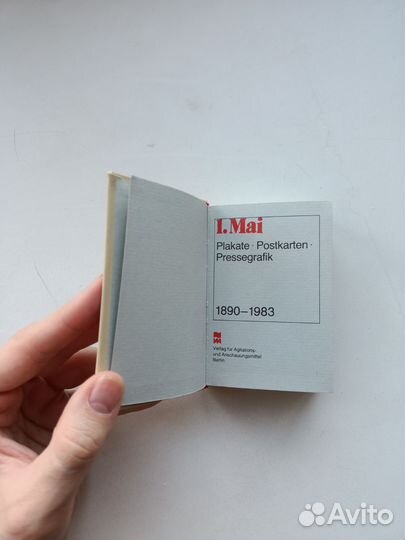 1. Mai
Plakate · Postkarten ·
Pressegrafik
1890–1983
Verlag für Agitations-
und Anschauungsmittel
Berlin
Avito